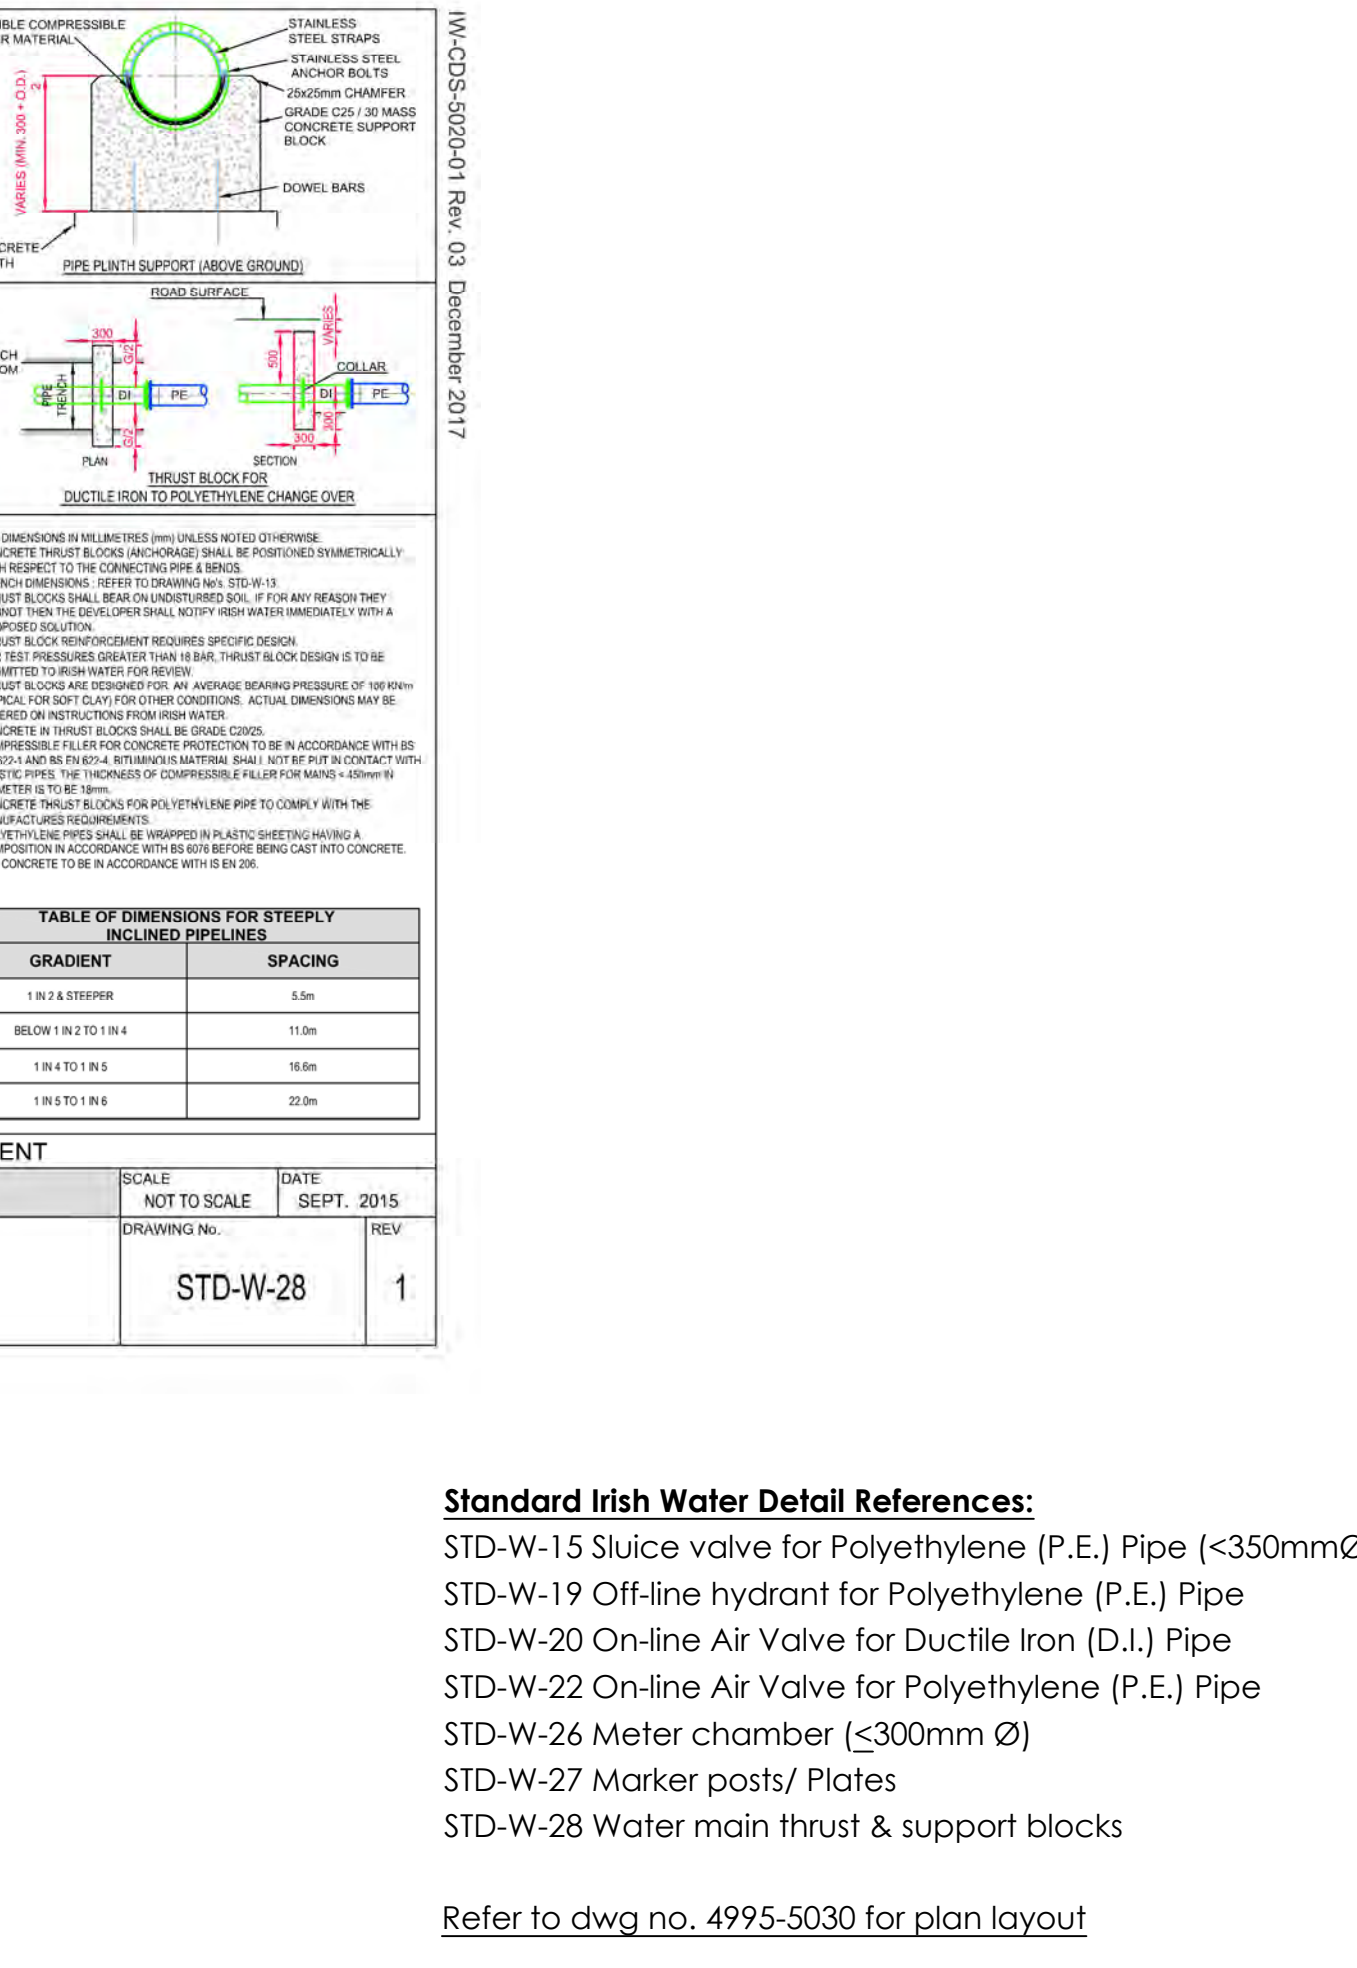 IBLE COMPRESSIBLE
R MATERIAL
STAINLESS
STEEL STRAPS
STAINLESS STEEL
ANCHOR BOLTS
25x25mm CHAMFER
GRADE C25 / 30 MASS
CONCRETE SUPPORT
BLOCK
DOWEL BARS
VARIES (MIN. 300 + O.D.)
2
CRETE
TH
PIPE PLINTH SUPPORT (ABOVE GROUND)
IW-CDS-5020-01 Rev. 03 December 2017
ROAD SURFACE
300
G/2
CH
OM
PIPE
TRENCH
DI
PE
G/2
PLAN
VARIES
500
COLLAR
DI
PE
300
300
SECTION
THRUST BLOCK FOR
DUCTILE IRON TO POLYETHYLENE CHANGE OVER
DIMENSIONS IN MILLIMETRES (mm) UNLESS NOTED OTHERWISE.
NCRETE THRUST BLOCKS (ANCHORAGE) SHALL BE POSITIONED SYMMETRICALLY
H RESPECT TO THE CONNECTING PIPE & BENDS.
NCH DIMENSIONS : REFER TO DRAWING No's. STD-W-13.
UST BLOCKS SHALL BEAR ON UNDISTURBED SOIL. IF FOR ANY REASON THEY
NNOT THEN THE DEVELOPER SHALL NOTIFY IRISH WATER IMMEDIATELY WITH A
OPOSED SOLUTION.
UST BLOCK REINFORCEMENT REQUIRES SPECIFIC DESIGN.
TEST PRESSURES GREATER THAN 18 BAR, THRUST BLOCK DESIGN IS TO BE
MITTED TO IRISH WATER FOR REVIEW.
UST BLOCKS ARE DESIGNED FOR AN AVERAGE BEARING PRESSURE OF 100 KN/m
PICAL FOR SOFT CLAY) FOR OTHER CONDITIONS. ACTUAL DIMENSIONS MAY BE
ERED ON INSTRUCTIONS FROM IRISH WATER.
NCRETE IN THRUST BLOCKS SHALL BE GRADE C20/25.
MPRESSIBLE FILLER FOR CONCRETE PROTECTION TO BE IN ACCORDANCE WITH BS
622-1 AND BS EN 622-4. BITUMINOUS MATERIAL SHALL NOT BE PUT IN CONTACT WITH
STIC PIPES. THE THICKNESS OF COMPRESSIBLE FILLER FOR MAINS < 450mm IN
METER IS TO BE 18mm.
NCRETE THRUST BLOCKS FOR POLYETHYLENE PIPE TO COMPLY WITH THE
NUFACTURES REQUIREMENTS.
YETHYLENE PIPES SHALL BE WRAPPED IN PLASTIC SHEETING HAVING A
MPOSITION IN ACCORDANCE WITH BS 6076 BEFORE BEING CAST INTO CONCRETE.
CONCRETE TO BE IN ACCORDANCE WITH IS EN 206.
TABLE OF DIMENSIONS FOR STEEPLY
INCLINED PIPELINES
GRADIENT SPACING
1 IN 2 & STEEPER 5.5m
BELOW 1 IN 2 TO 1 IN 4 11.0m
1 IN 4 TO 1 IN 5 16.6m
1 IN 5 TO 1 IN 6 22.0m
ENT
SCALE
NOT TO SCALE
DATE
SEPT. 2015
DRAWING No.
STD-W-28
REV
1
Standard Irish Water Detail References:
STD-W-15 Sluice valve for Polyethylene (P.E.) Pipe (<350mmØ
STD-W-19 Off-line hydrant for Polyethylene (P.E.) Pipe
STD-W-20 On-line Air Valve for Ductile Iron (D.I.) Pipe
STD-W-22 On-line Air Valve for Polyethylene (P.E.) Pipe
STD-W-26 Meter chamber (<300mm Ø)
STD-W-27 Marker posts/ Plates
STD-W-28 Water main thrust & support blocks
Refer to dwg no. 4995-5030 for plan layout